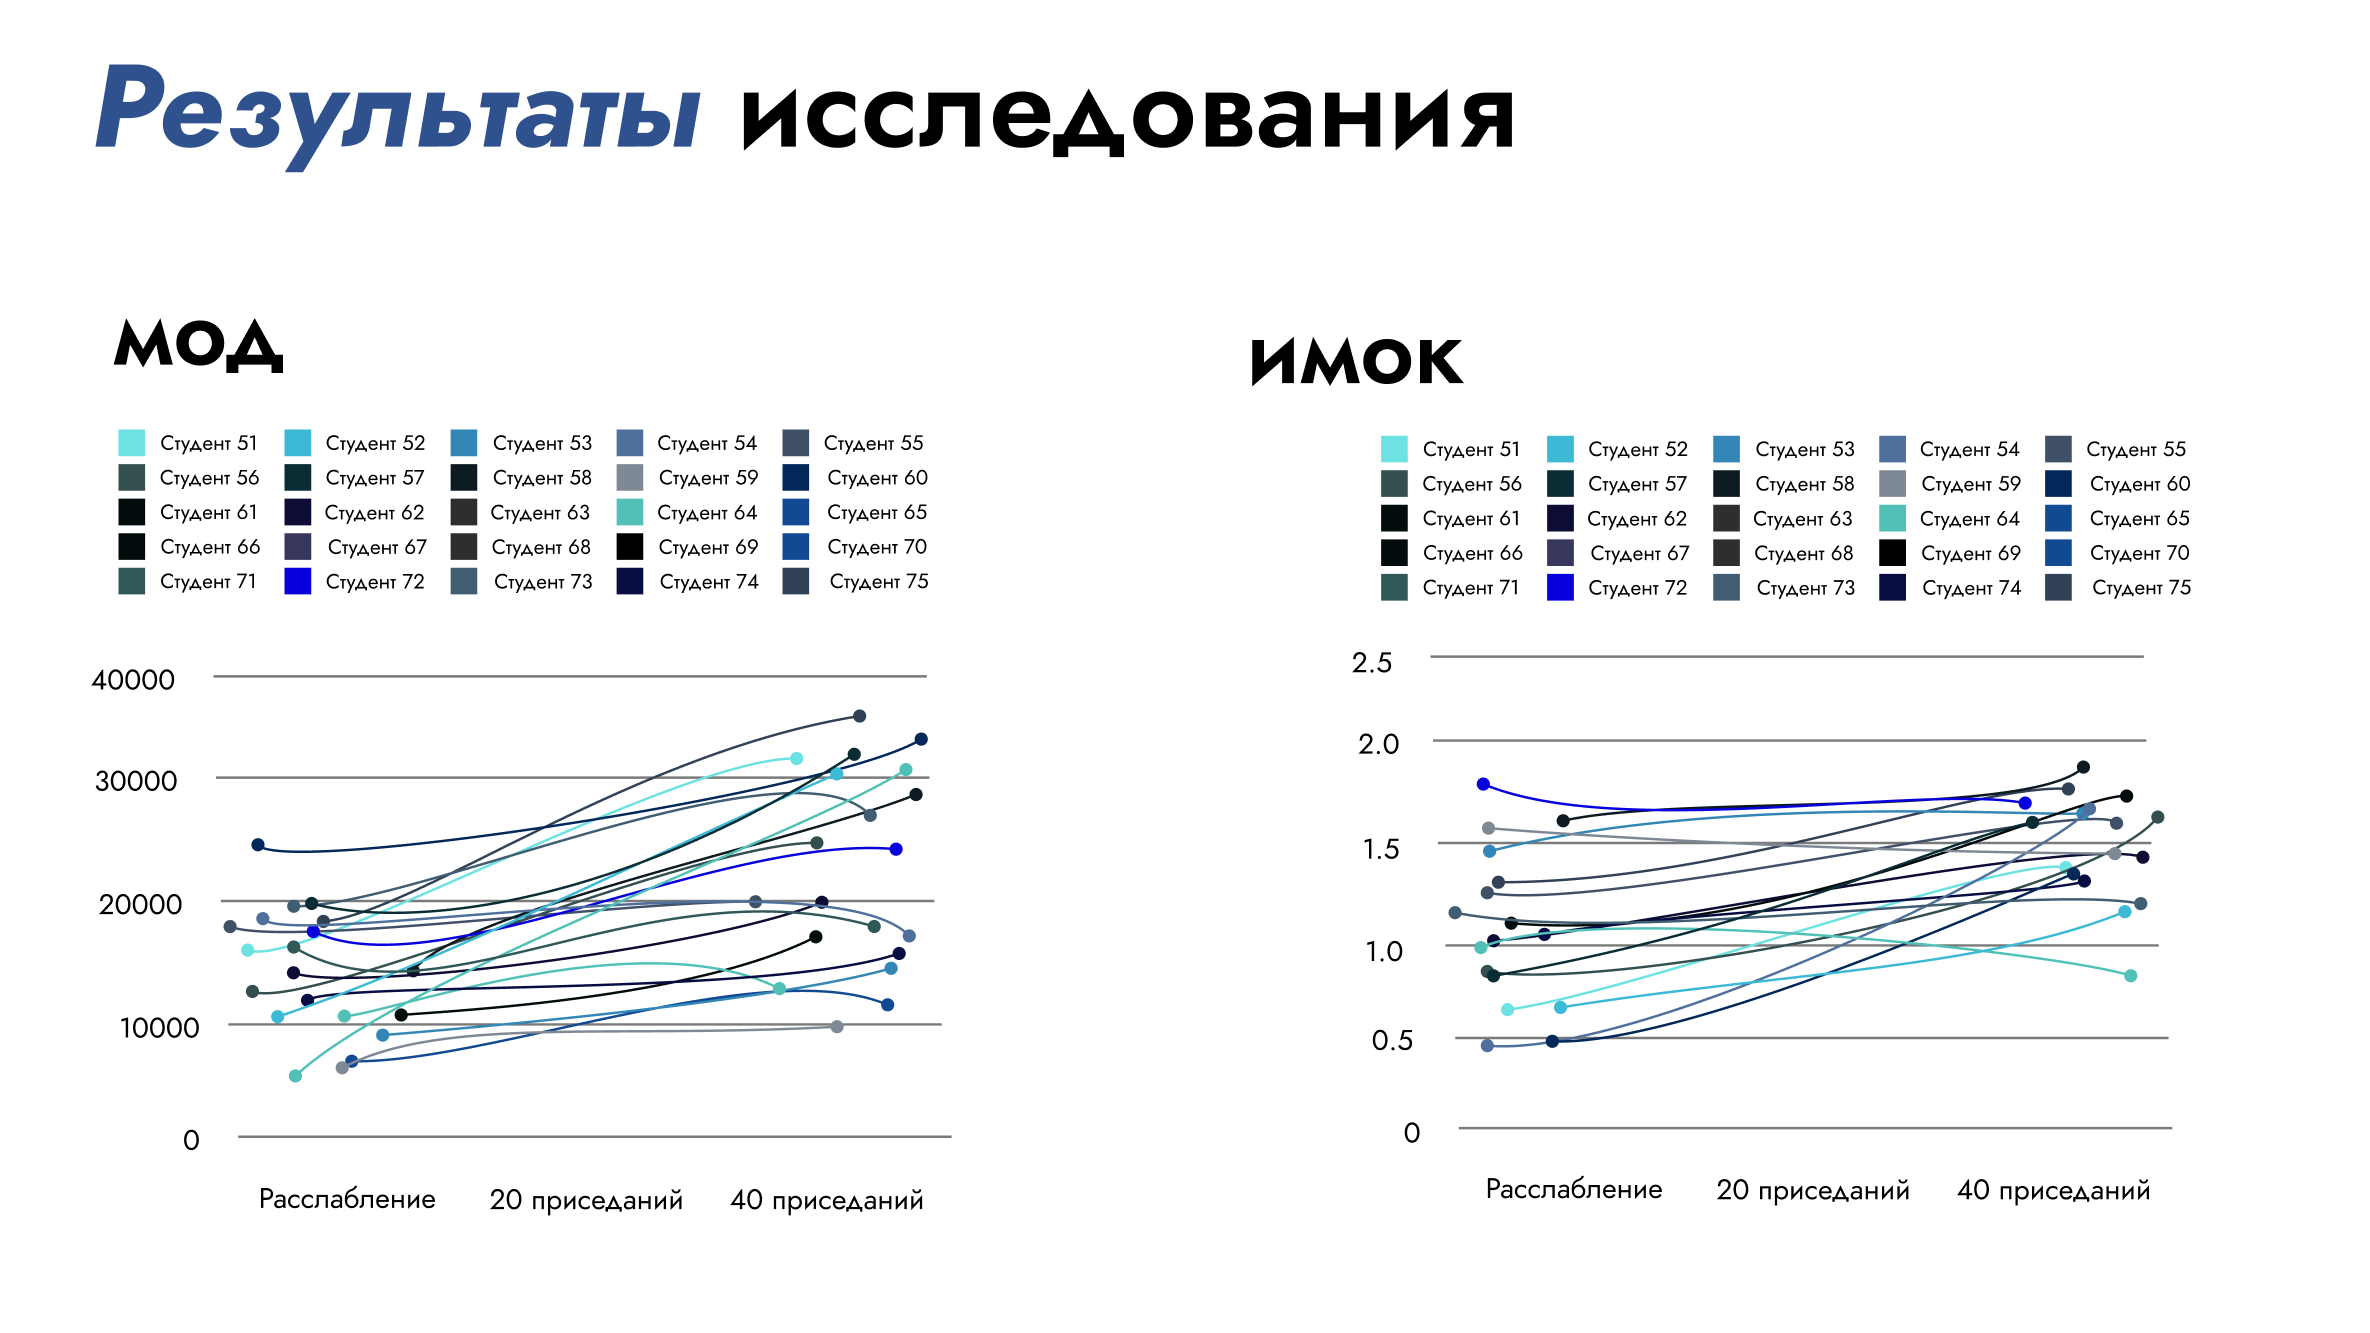 Результаты исследования
мод
Студент 51 Студент 52 Студент 53 Студент 54 Студент 55
Студент 56 Студент 57 Студент 58 Студент 59 Студент 60
Студент 61 Студент 62 Студент 63 Студент 64 Студент 65
Студент 66 Студент 67 Студент 68 Студент 69 Студент 70
Студент 71 Студент 72 Студент 73 Студент 74 Студент 75
40000
30000
20000
10000
0
Расслабление 20 приседаний 40 приседаний
имок
Студент 51 Студент 52 Студент 53 Студент 54 Студент 55
Студент 56 Студент 57 Студент 58 Студент 59 Студент 60
Студент 61 Студент 62 Студент 63 Студент 64 Студент 65
Студент 66 Студент 67 Студент 68 Студент 69 Студент 70
Студент 71 Студент 72 Студент 73 Студент 74 Студент 75
2.5
2.0
1.5
1.0
0.5
0
Расслабление 20 приседаний 40 приседаний